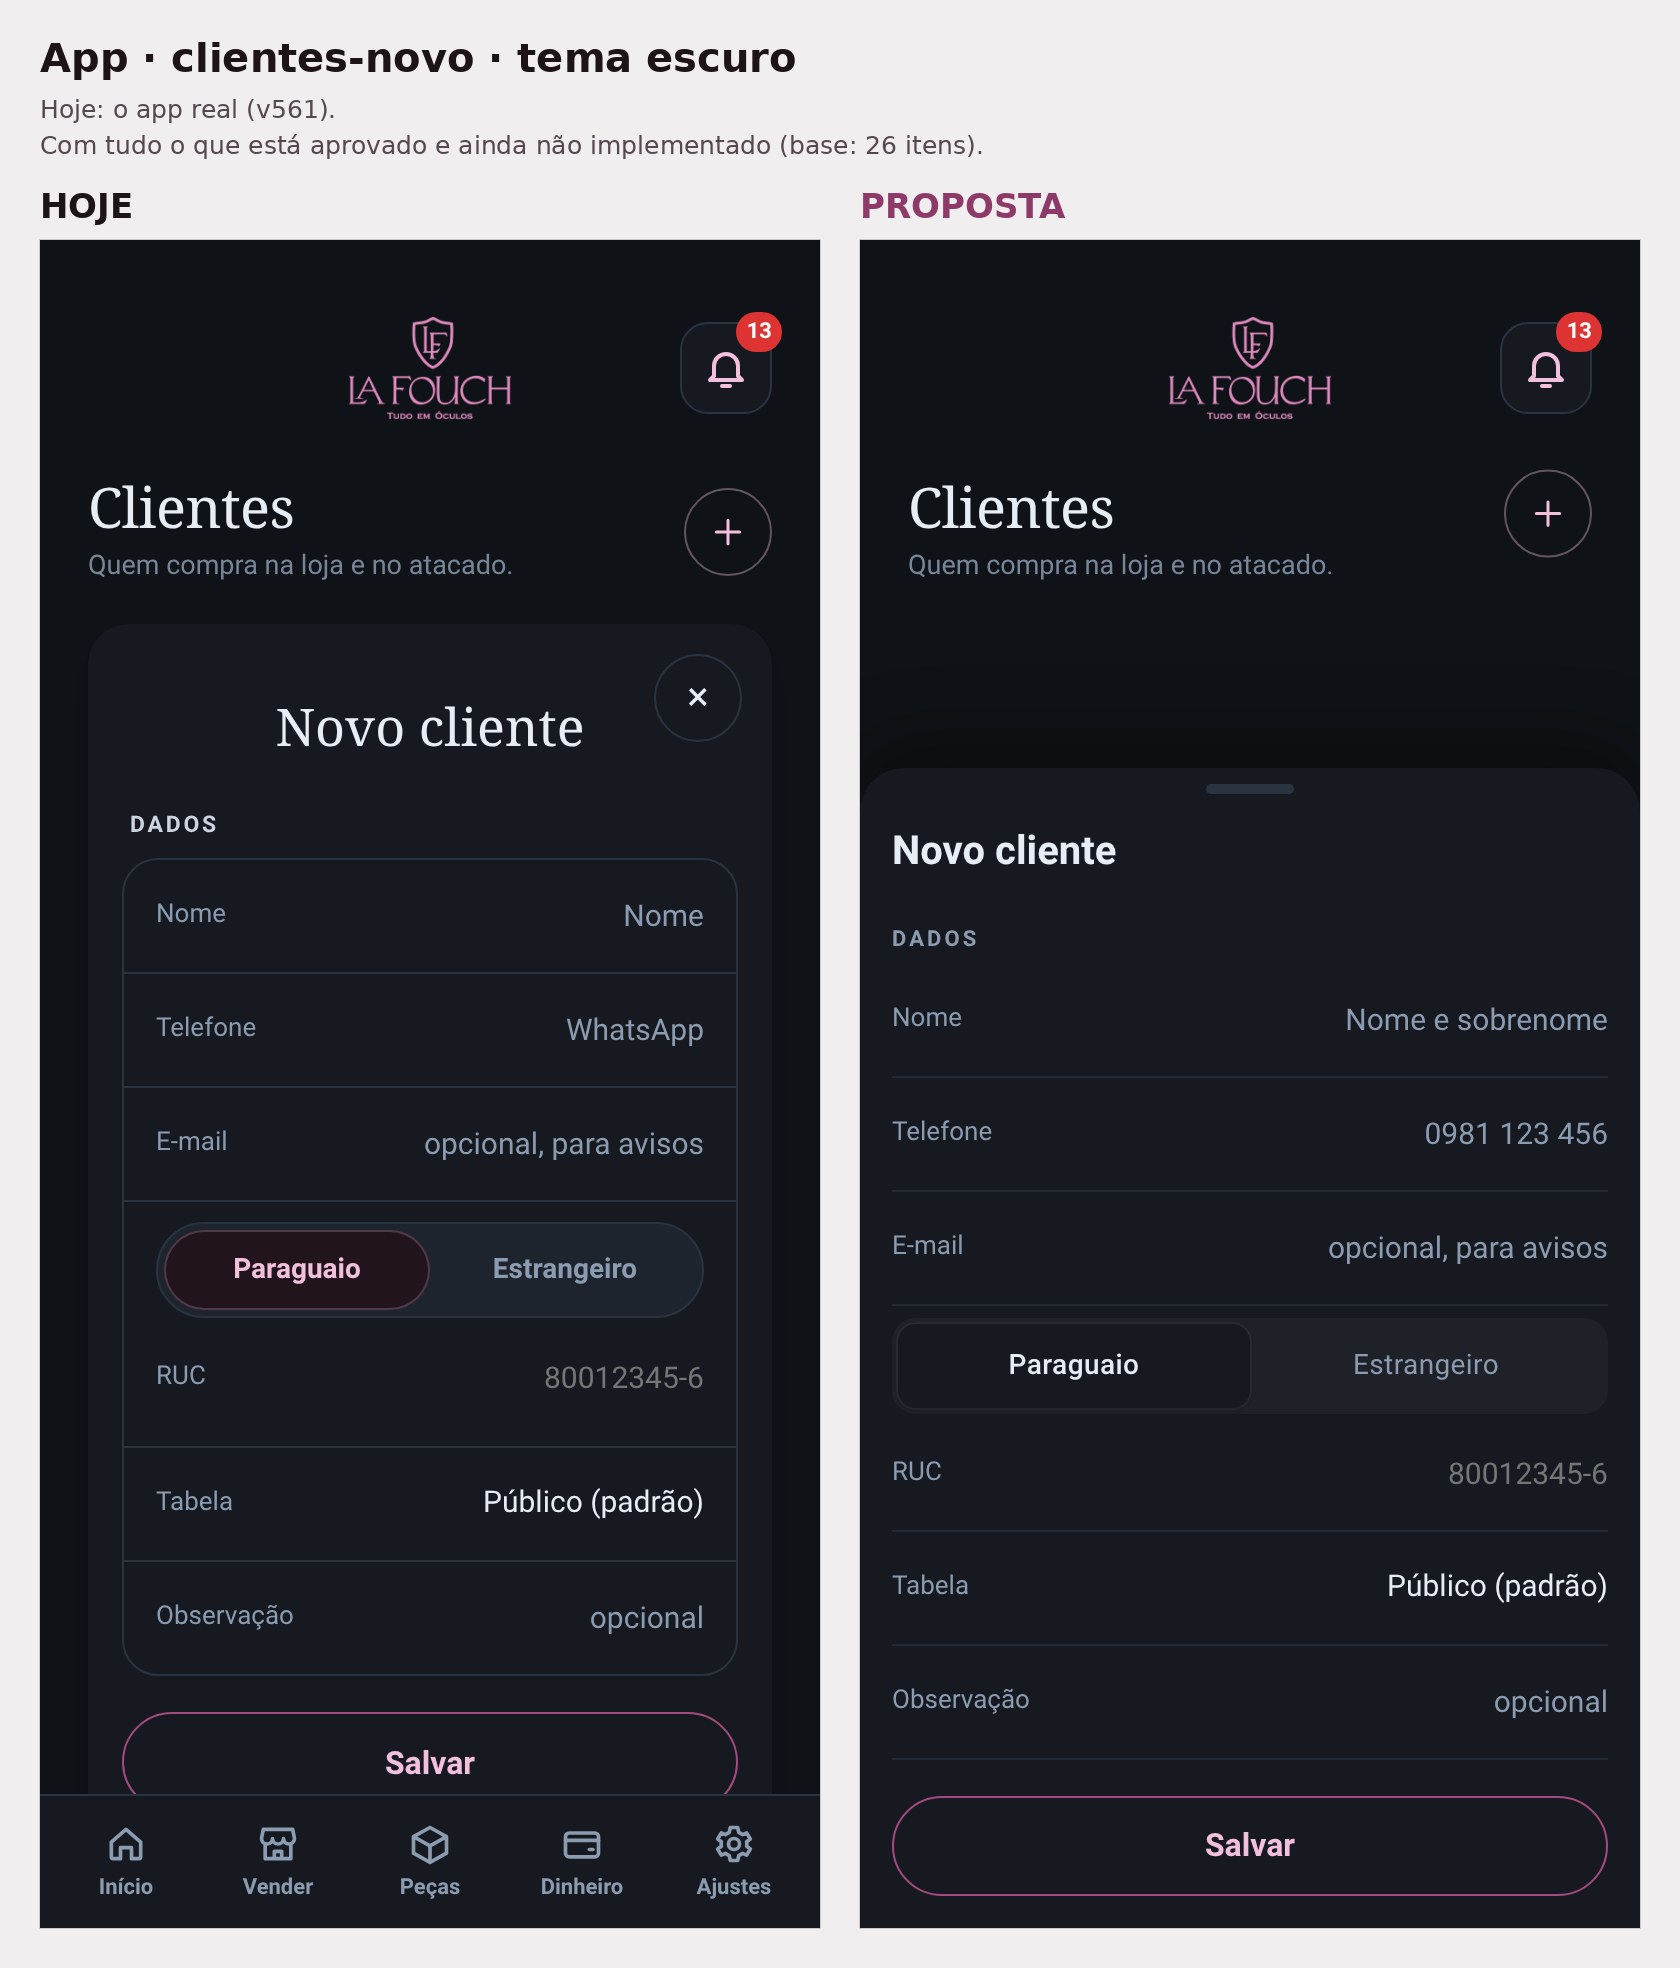 App · clientes-novo · tema escuro
Hoje: o app real (v561).
Com tudo o que está aprovado e ainda não implementado (base: 26 itens).
HOJE
LF
LA FOUCH
TUDO EM ÓCULOS
13
Clientes
Quem compra na loja e no atacado.
Novo cliente
×
DADOS
Nome Nome
Telefone WhatsApp
E-mail opcional, para avisos
Paraguaio Estrangeiro
RUC 80012345-6
Tabela Público (padrão)
Observação opcional
Salvar
Início Vender Peças Dinheiro Ajustes
PROPOSTA
LF
LA FOUCH
TUDO EM ÓCULOS
13
Clientes
Quem compra na loja e no atacado.
Novo cliente
DADOS
Nome Nome e sobrenome
Telefone 0981 123 456
E-mail opcional, para avisos
Paraguaio Estrangeiro
RUC 80012345-6
Tabela Público (padrão)
Observação opcional
Salvar